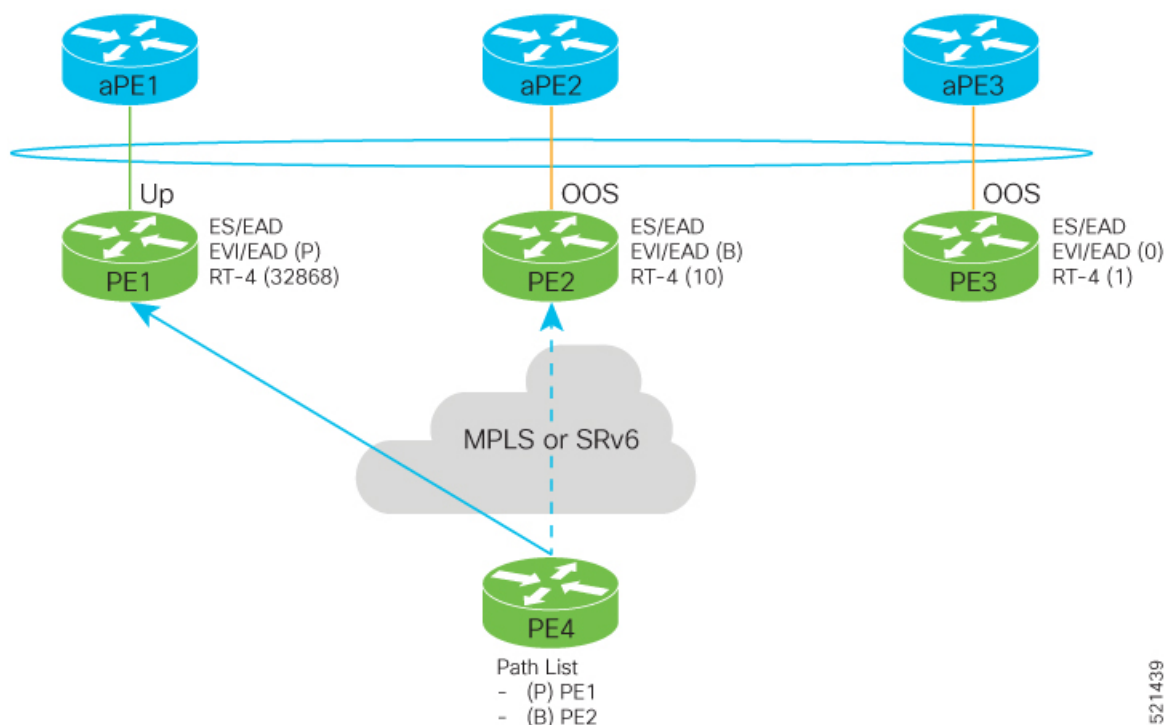 aPE1
aPE2
aPE3
Up
OOS
OOS
PE1
ES/EAD
EVI/EAD (P)
RT-4 (32868)
PE2
ES/EAD
EVI/EAD (B)
RT-4 (10)
PE3
ES/EAD
EVI/EAD (0)
RT-4 (1)
MPLS or SRv6
PE4
Path List
- (P) PE1
- (B) PE2
521439